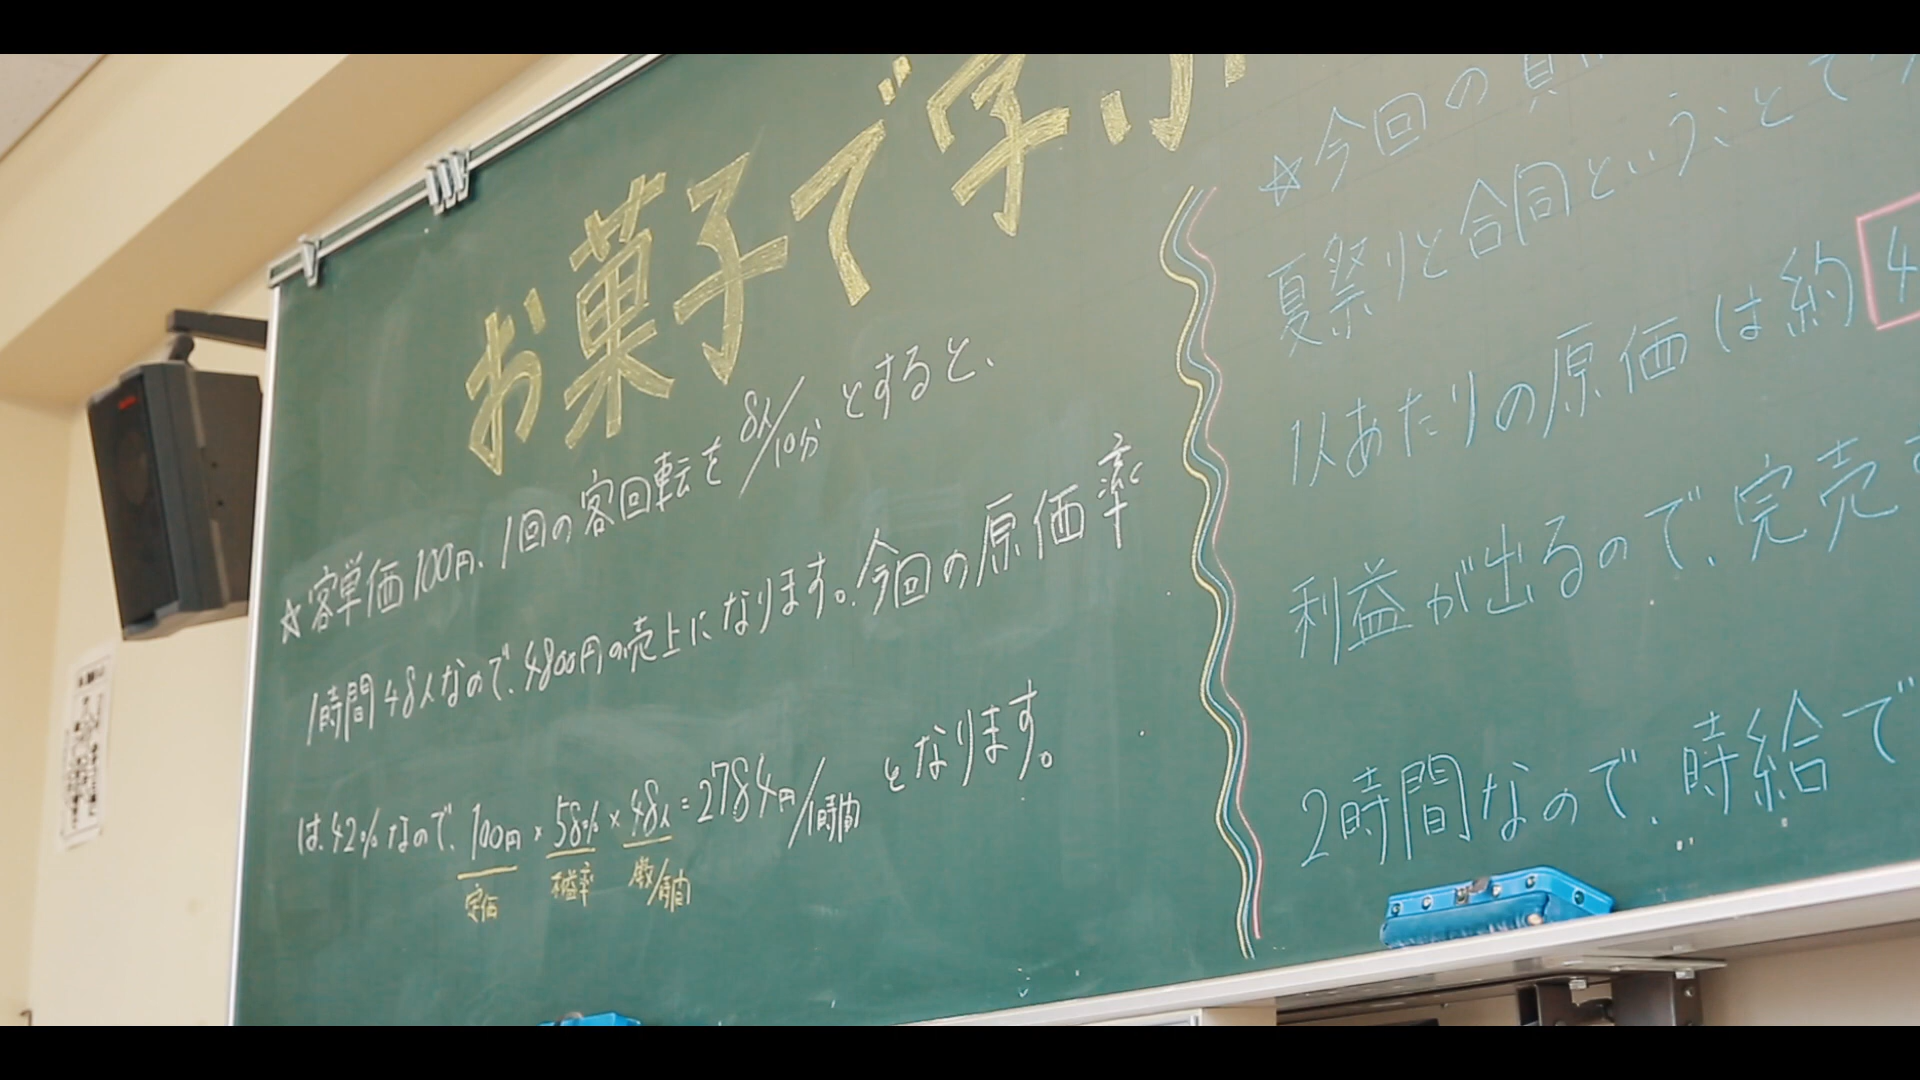 お菓子で学ぶ
☆客単価100円、1回の客回転を8人/10分とすると、
1時間48人なので、4800円の売上になります。今回の原価率
は、42%なので、100円×58%×48人=2784円/1時間となります。
定価 利益率 /時間
☆今回の
夏祭りと合同ということで
1人あたりの原価は約4
利益が出るので、完売
2時間なので、時給で